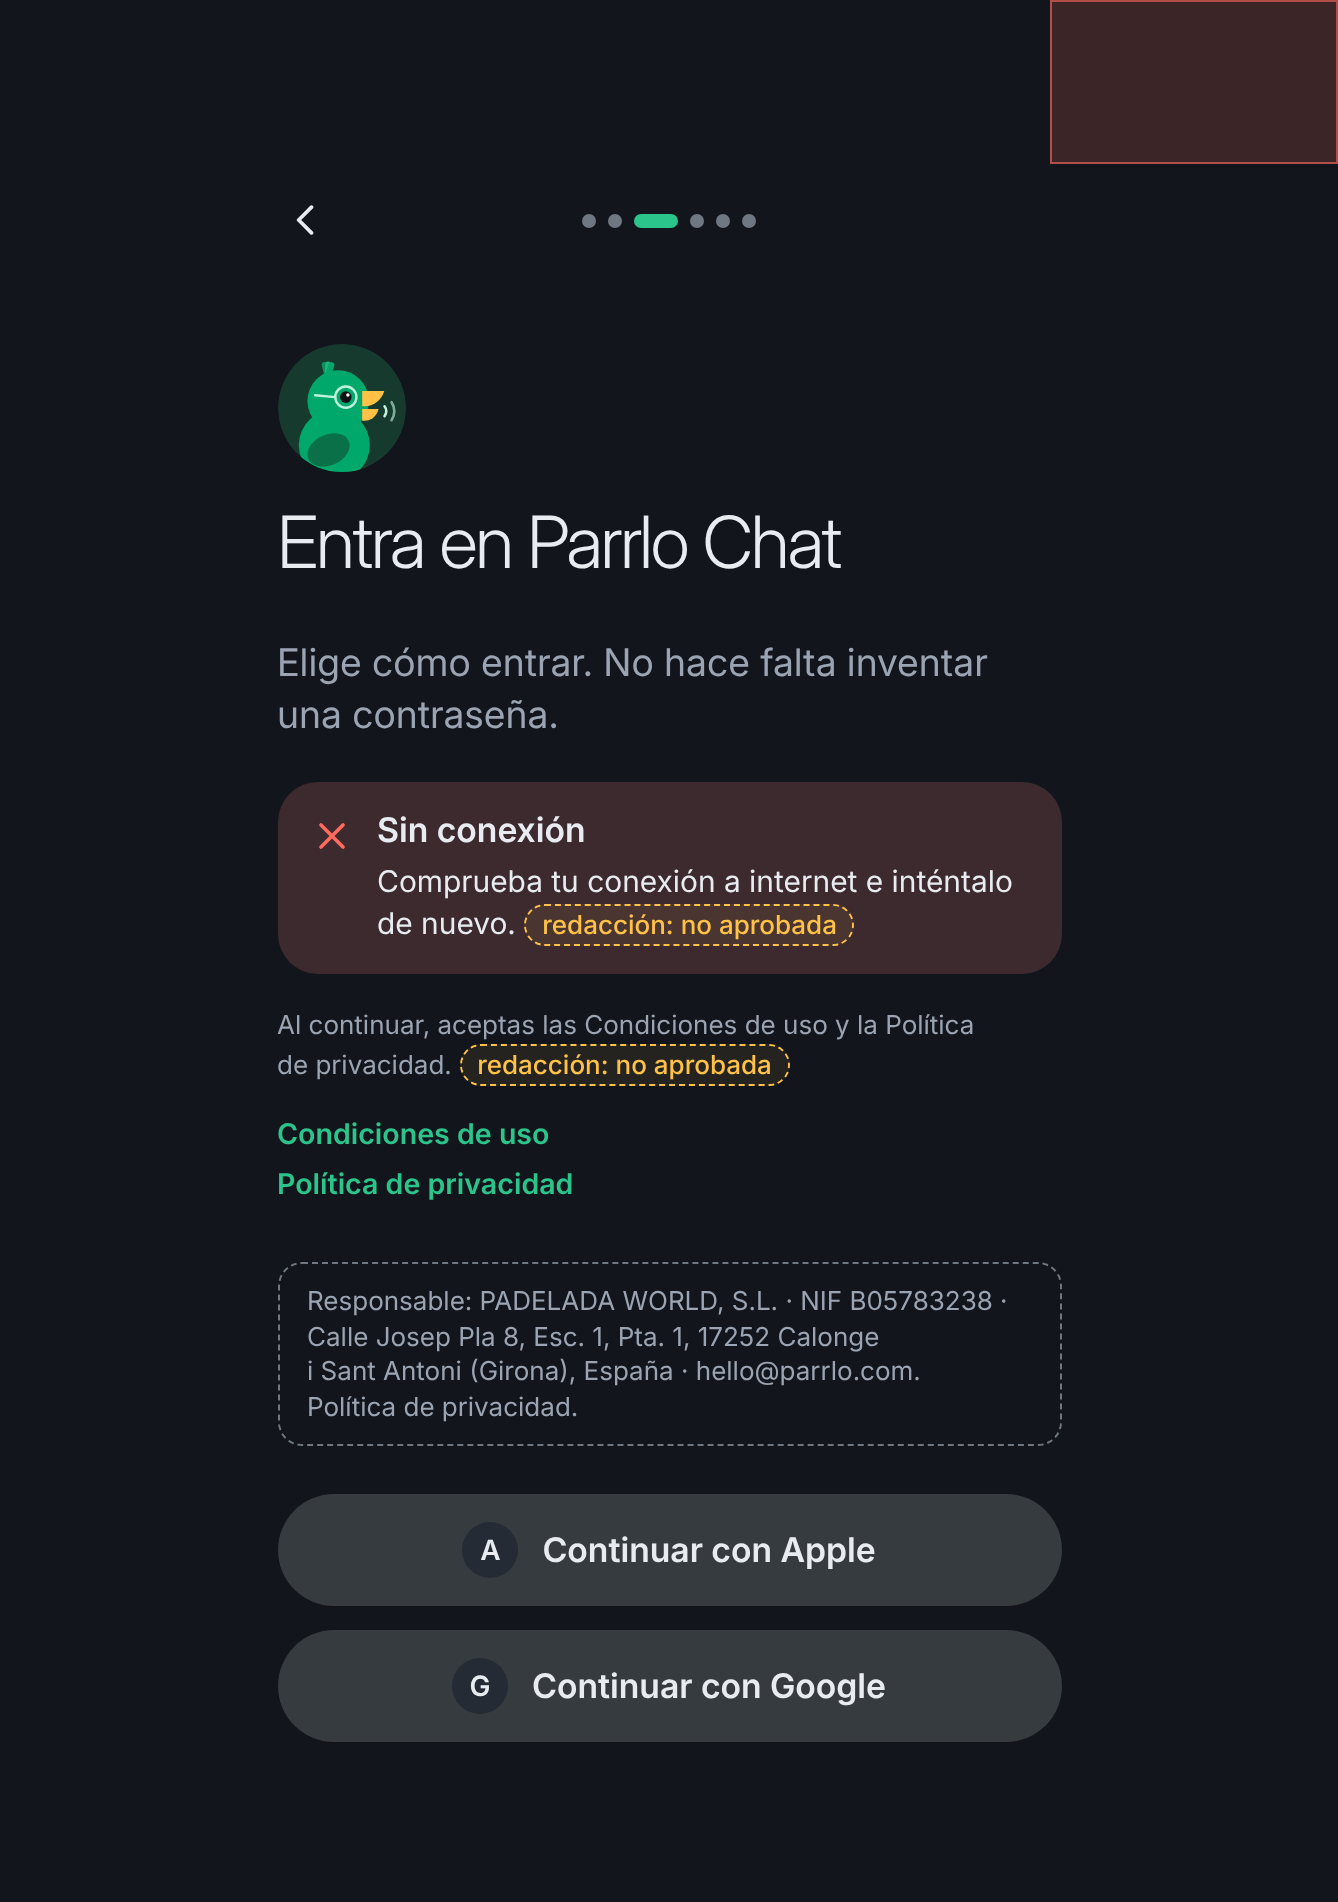 Entra en Parrlo Chat
Elige cómo entrar. No hace falta inventar
una contraseña.
Sin conexión
Comprueba tu conexión a internet e inténtalo
de nuevo. redacción: no aprobada
Al continuar, aceptas las Condiciones de uso y la Política
de privacidad. redacción: no aprobada
Condiciones de uso
Política de privacidad
Responsable: PADELADA WORLD, S.L. · NIF B05783238 ·
Calle Josep Pla 8, Esc. 1, Pta. 1, 17252 Calonge
i Sant Antoni (Girona), España · hello@parrlo.com.
Política de privacidad.
A Continuar con Apple
G Continuar con Google